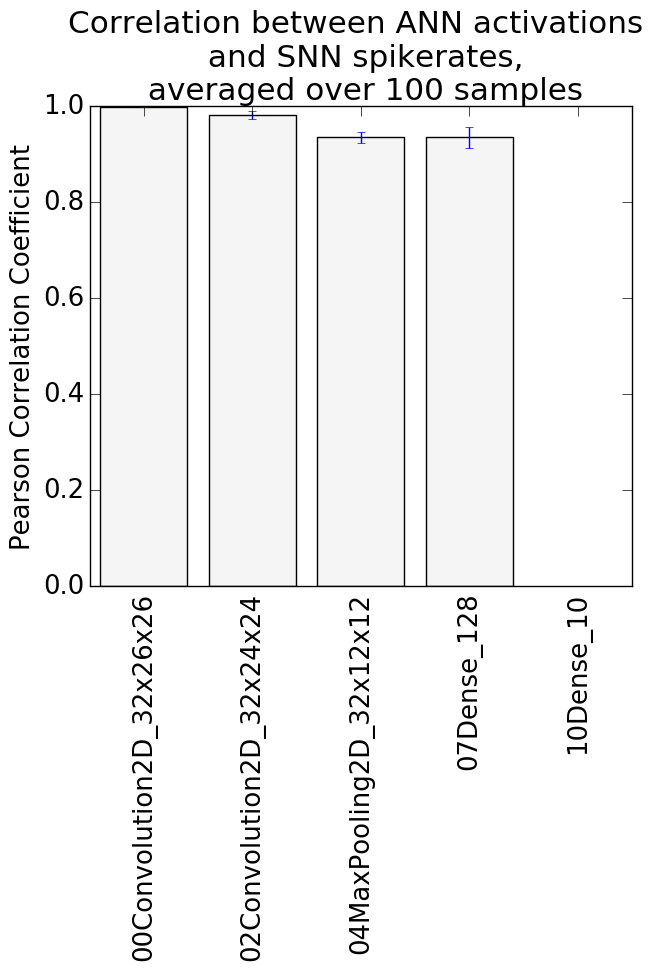 Correlation between ANN activations
and SNN spikerates,
averaged over 100 samples
Pearson Correlation Coefficient
1.0
0.8
0.6
0.4
0.2
0.0
00Convolution2D_32x26x26
02Convolution2D_32x24x24
04MaxPooling2D_32x12x12
07Dense_128
10Dense_10